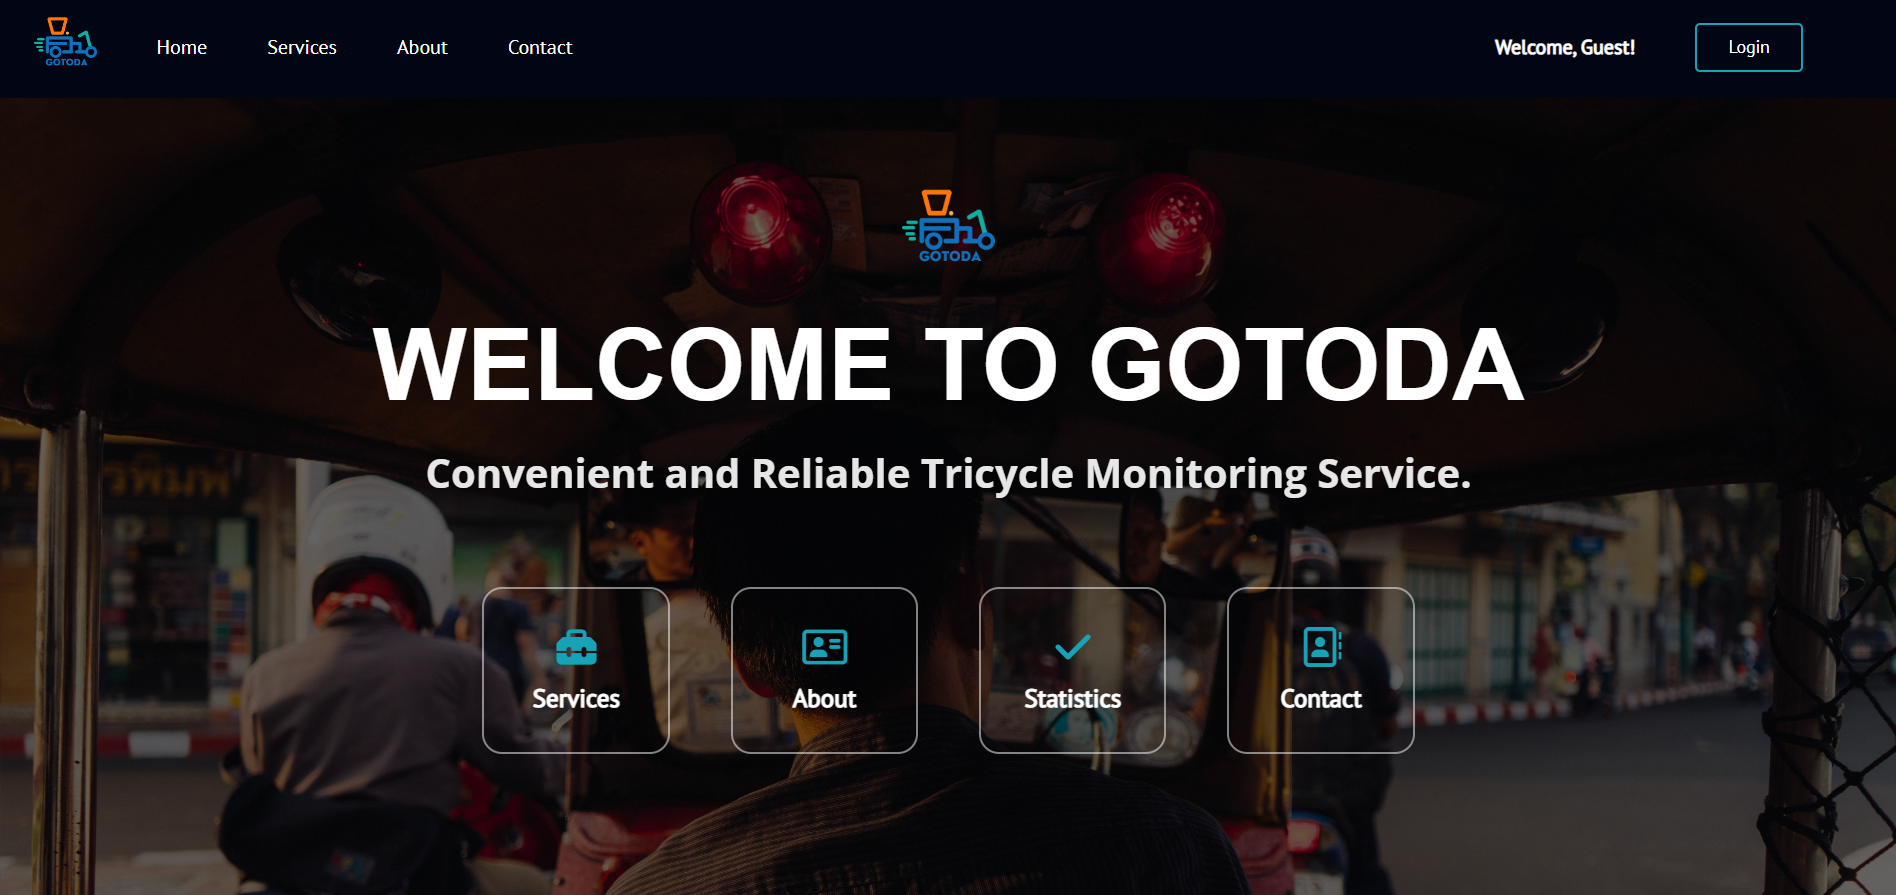 GOTODA
Home
Services
About
Contact
Welcome, Guest!
Login
GOTODA
WELCOME TO GOTODA
Convenient and Reliable Tricycle Monitoring Service.
Services
About
Statistics
Contact